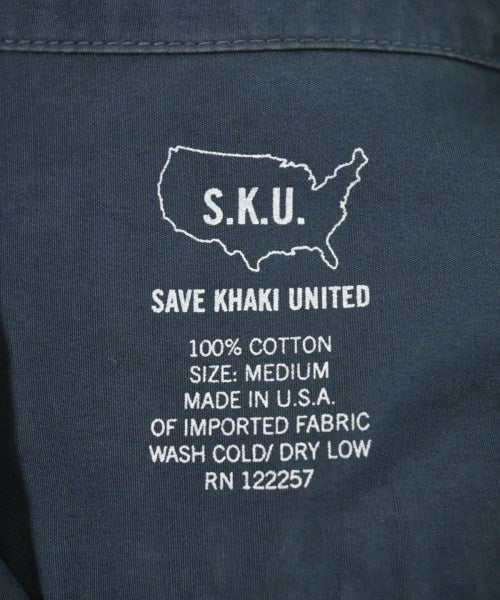 S.K.U.
SAVE KHAKI UNITED
100% COTTON
SIZE: MEDIUM
MADE IN U.S.A.
OF IMPORTED FABRIC
WASH COLD/ DRY LOW
RN 122257